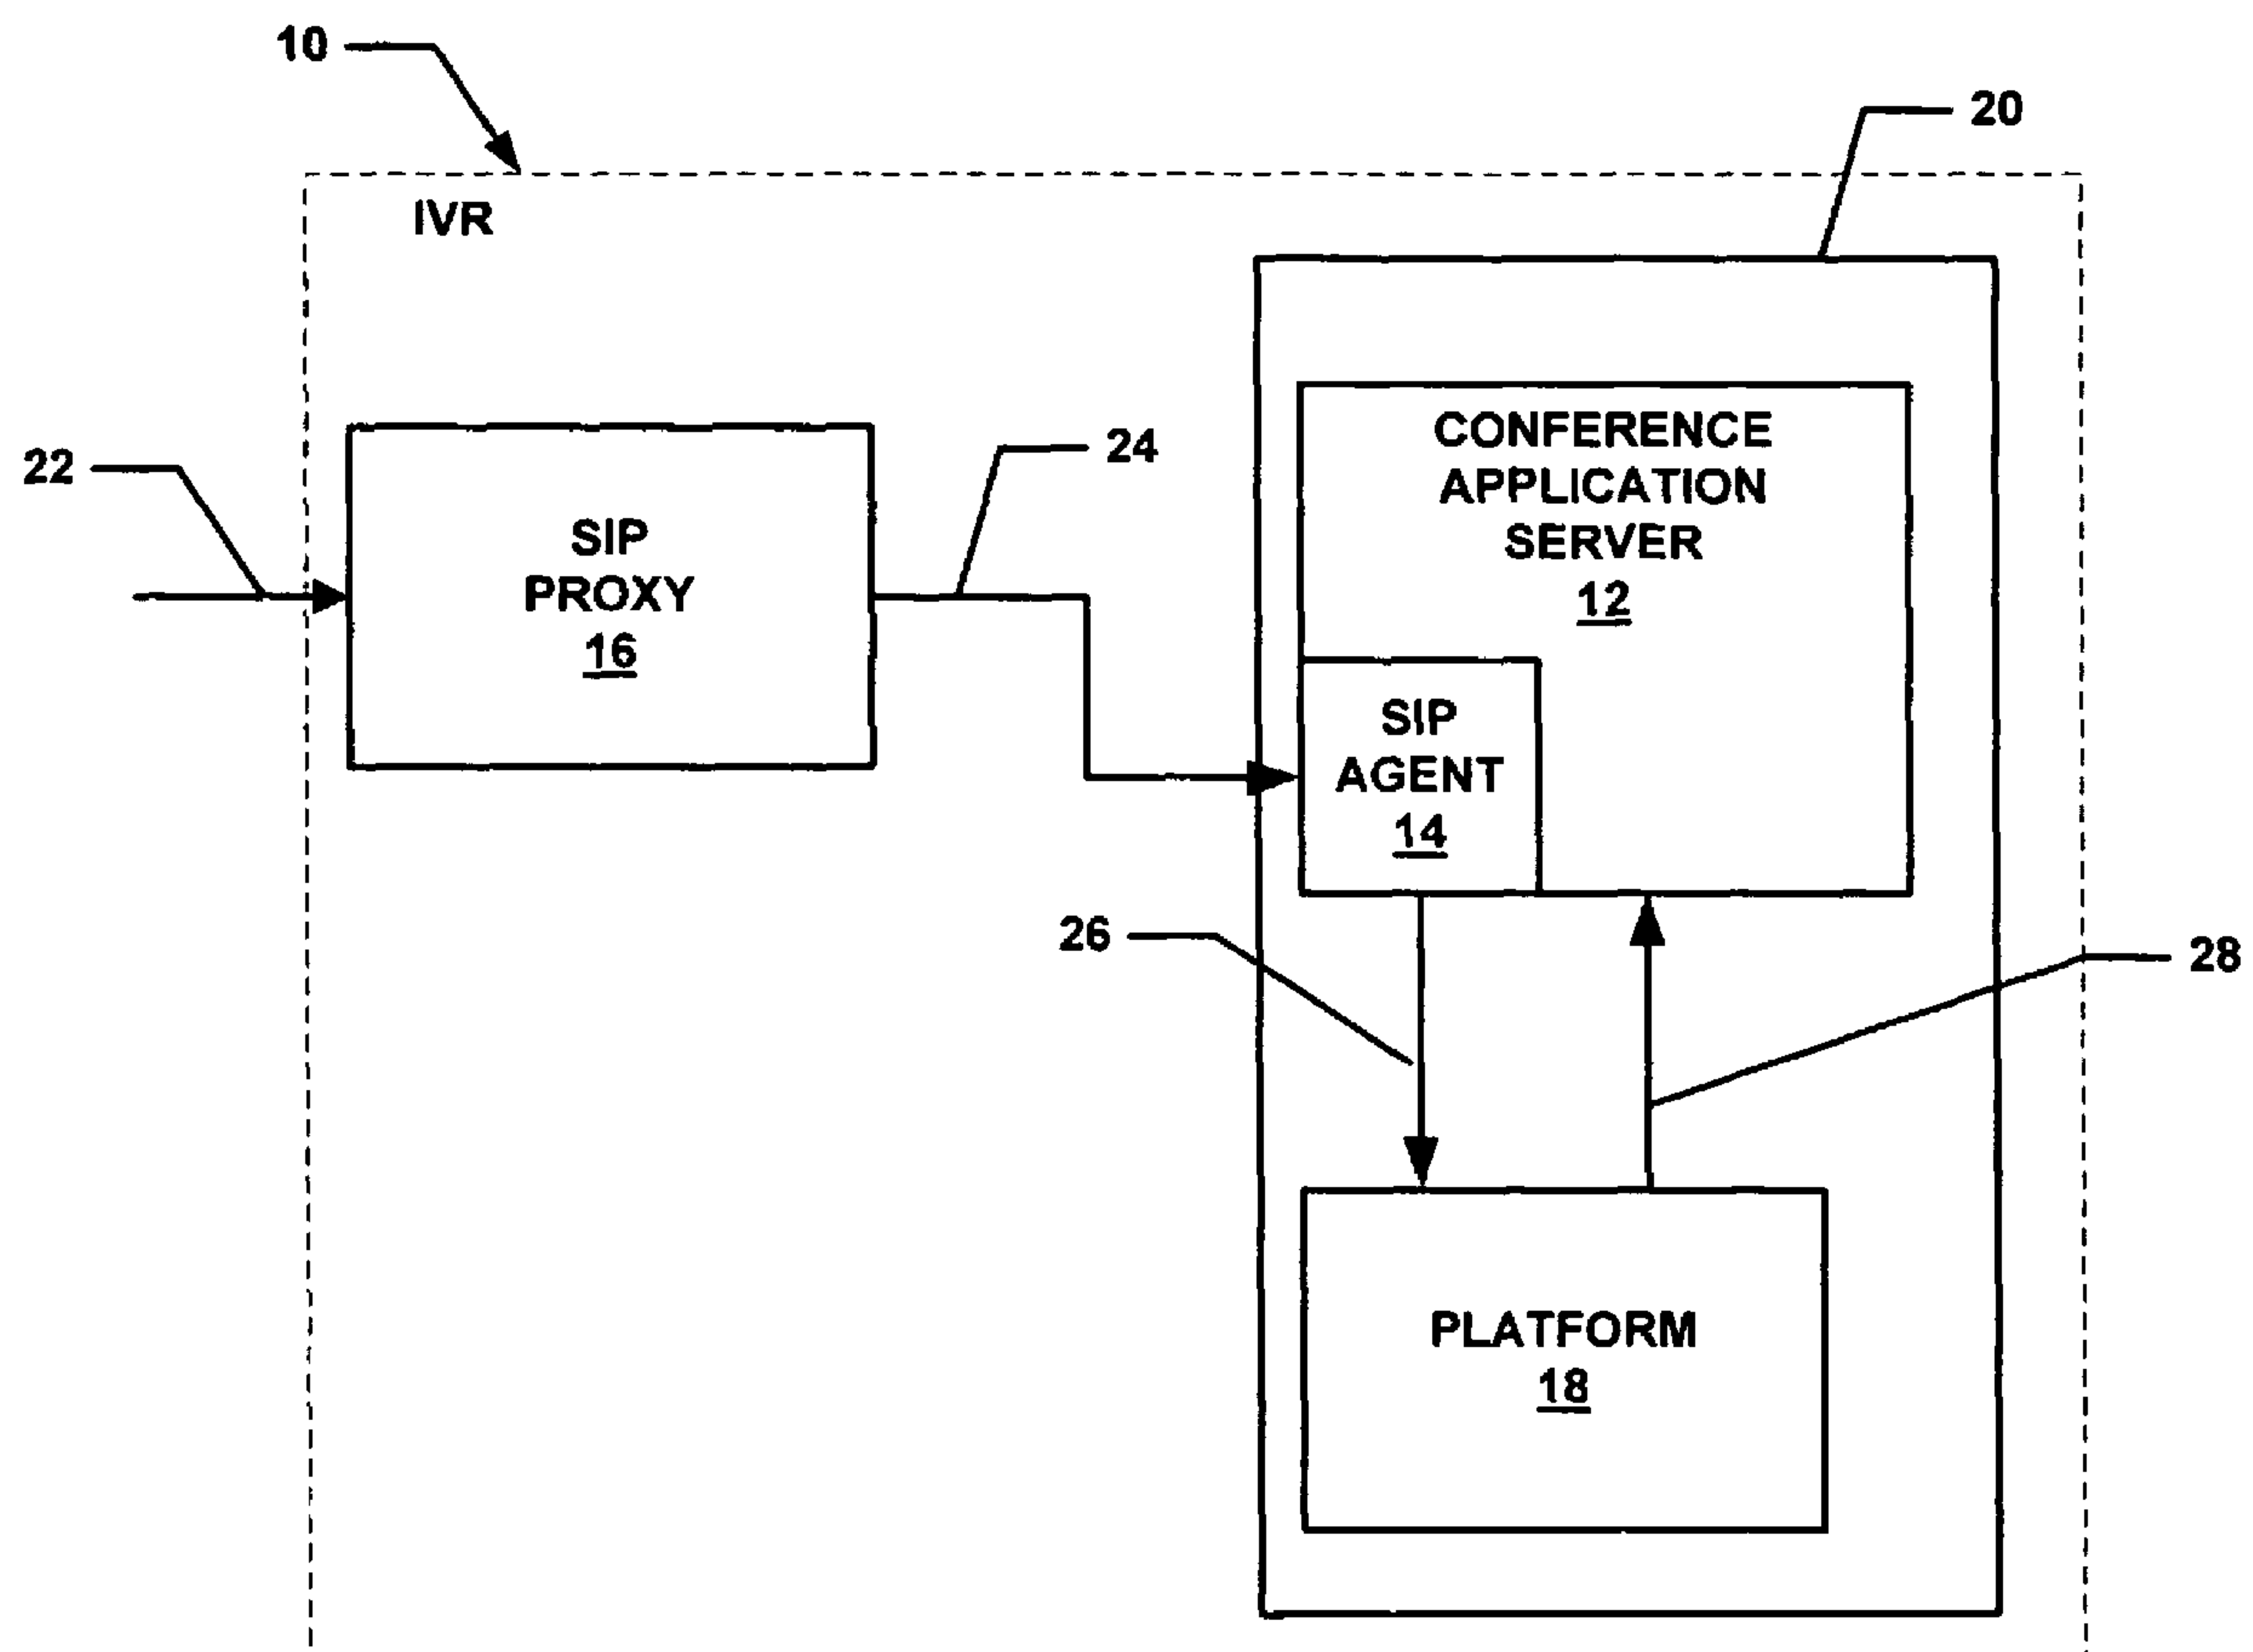 10
20
IVR
22
24
SIP
PROXY
16
CONFERENCE
APPLICATION
SERVER
12
SIP
AGENT
14
26
28
PLATFORM
18